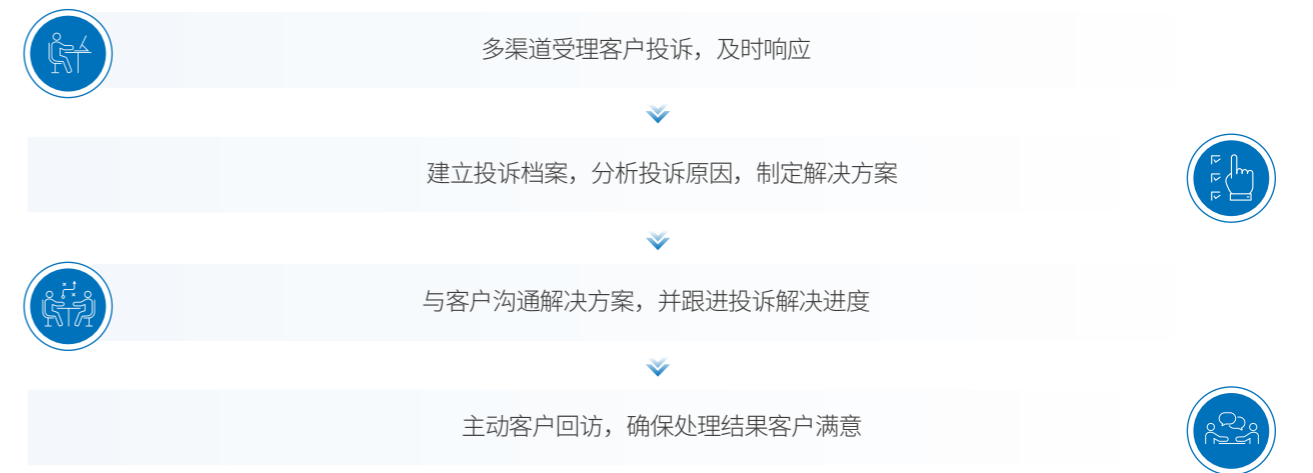 多渠道受理客户投诉，及时响应
建立投诉档案，分析投诉原因，制定解决方案
与客户沟通解决方案，并跟进投诉解决进度
主动客户回访，确保处理结果客户满意